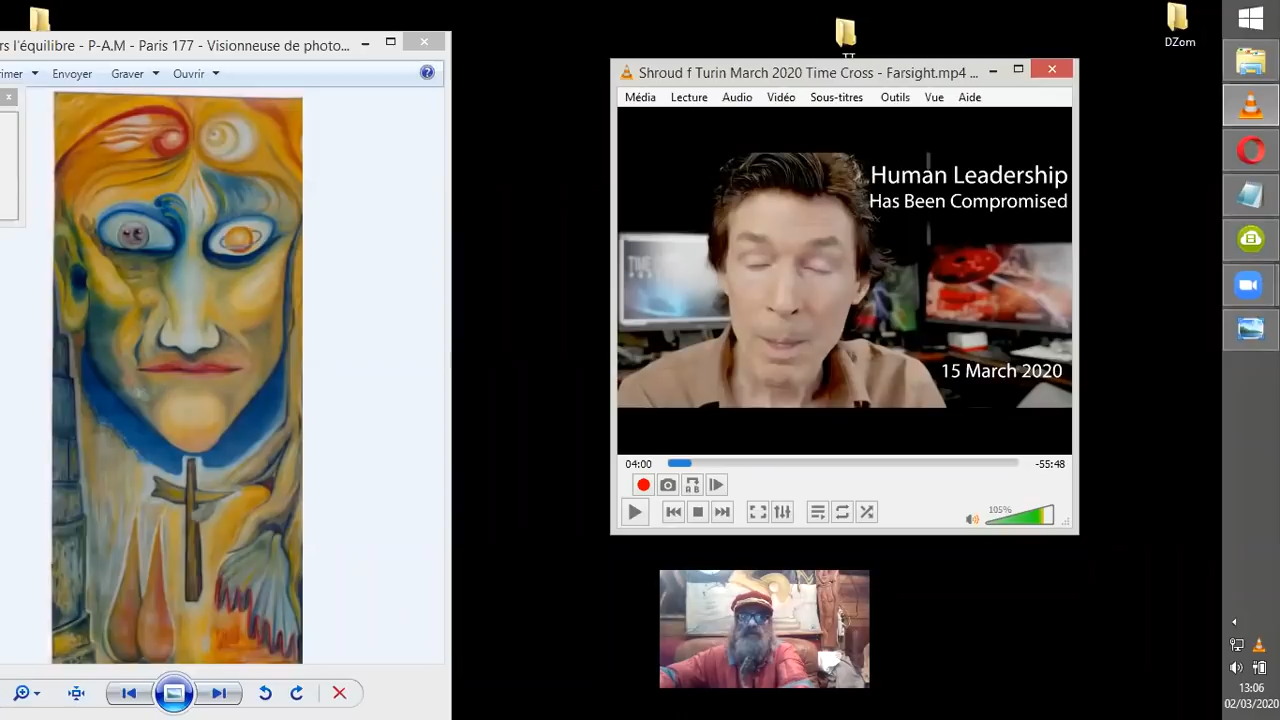 rs l'équilibre - P-A-M - Paris 177 - Visionneuse de photo...
rimer Envoyer Graver Ouvrir
DZom
Shroud f Turin March 2020 Time Cross - Farsight.mp4 ...
Média Lecture Audio Vidéo Sous-titres Outils Vue Aide
Human Leadership
Has Been Compromised
15 March 2020
04:00 -55:48
105%
13:06
02/03/2020